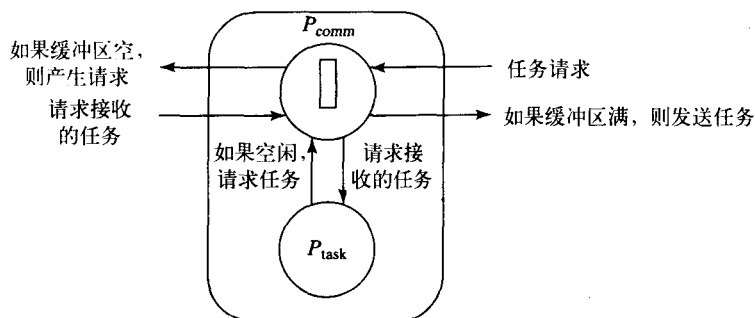 P_comm
如果缓冲区空，
则产生请求
任务请求
请求接收
的任务
如果缓冲区满，则发送任务
如果空闲，
请求任务
请求接
收的任务
P_task